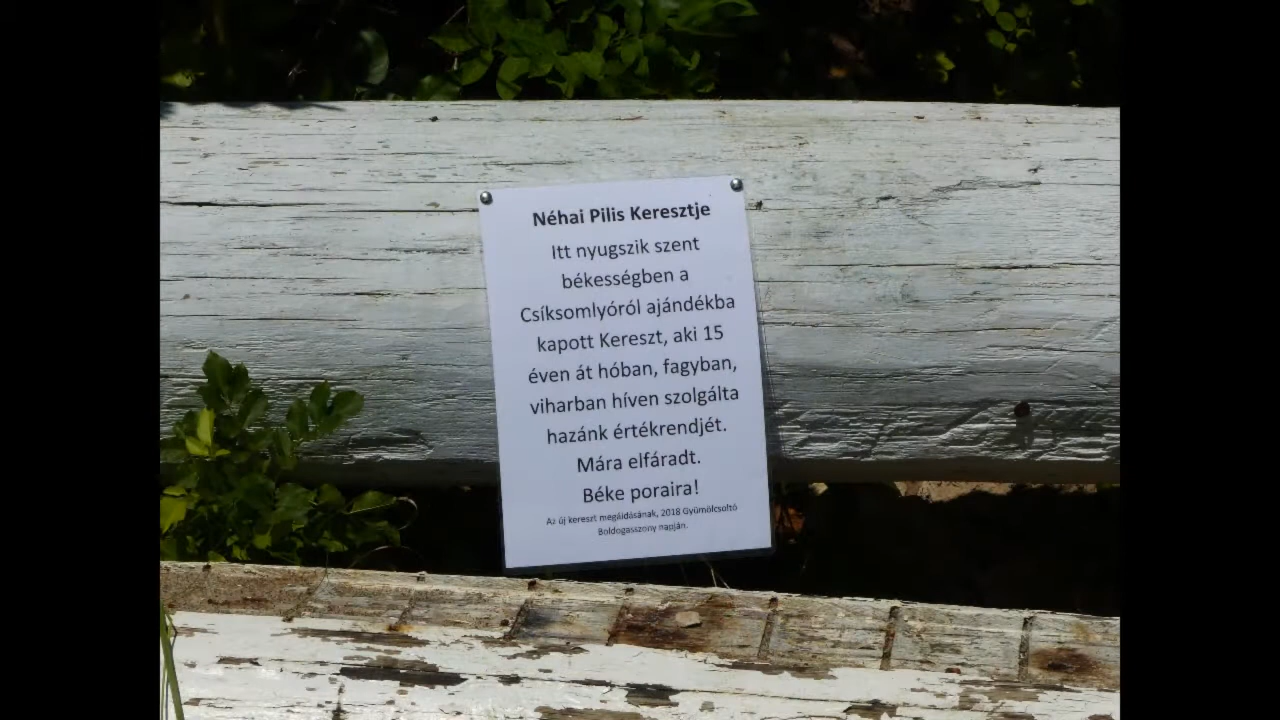 Néhai Pilis Keresztje
Itt nyugszik szent
békességben a
Csíksomlyóról ajándékba
kapott Kereszt, aki 15
éven át hóban, fagyban,
viharban híven szolgálta
hazánk értékrendjét.
Mára elfáradt.
Béke poraira!
Az új kereszt megáldásának, 2018 Gyümölcsoltó
Boldogasszony napján.